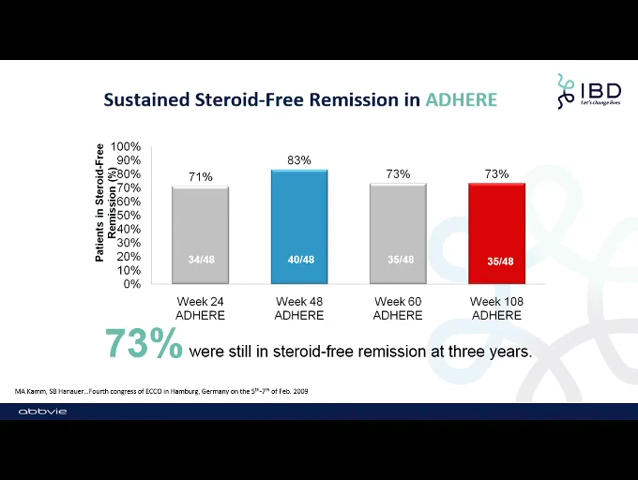 Sustained Steroid-Free Remission in ADHERE
IBD
Let's change lives
Patients in Steroid-Free
Remission (%)
100%
90%
80%
70%
60%
50%
40%
30%
20%
10%
0%
71%
83%
73%
73%
34/48
40/48
35/48
35/48
Week 24
ADHERE
Week 48
ADHERE
Week 60
ADHERE
Week 108
ADHERE
73% were still in steroid-free remission at three years.
MA Kamm, SB Hanauer...Fourth congress of ECCO in Hamburg, Germany on the 5th-7th of Feb. 2009
abbvie